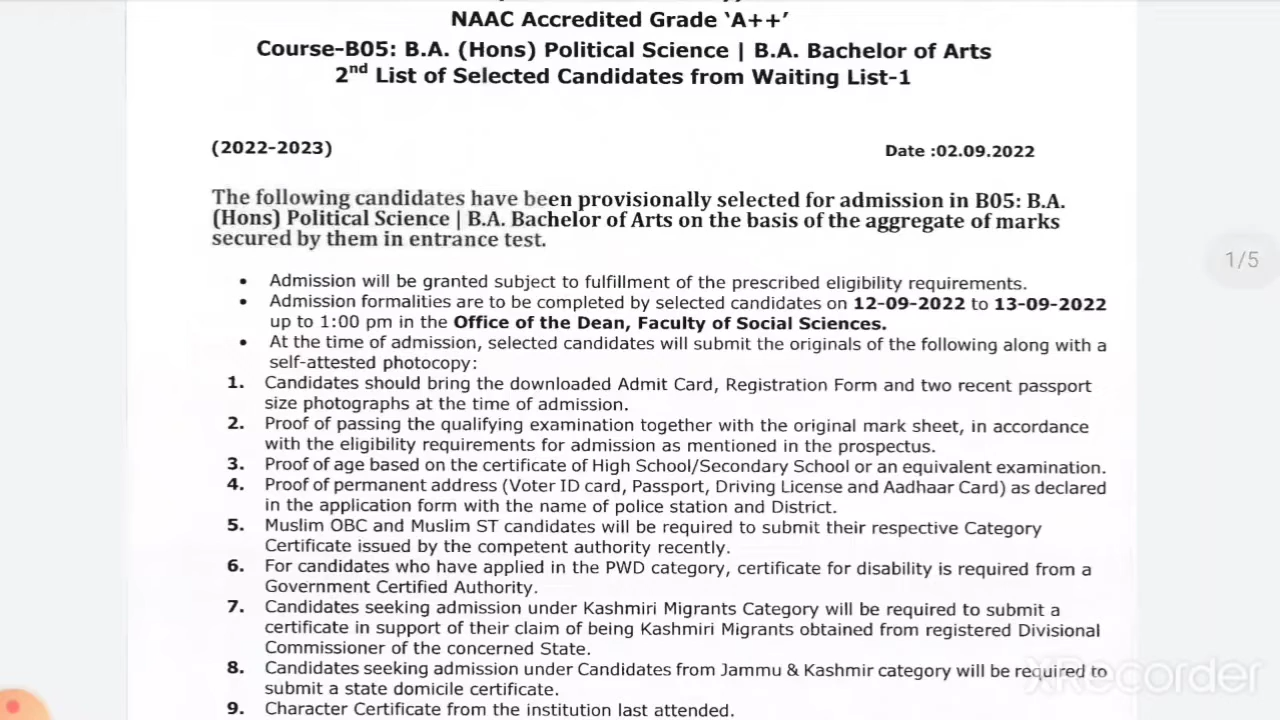 NAAC Accredited Grade ‘A++’
Course-B05: B.A. (Hons) Political Science | B.A. Bachelor of Arts
2nd List of Selected Candidates from Waiting List-1
(2022-2023)
Date :02.09.2022
The following candidates have been provisionally selected for admission in B05: B.A.
(Hons) Political Science | B.A. Bachelor of Arts on the basis of the aggregate of marks
secured by them in entrance test.
1/5
• Admission will be granted subject to fulfillment of the prescribed eligibility requirements.
• Admission formalities are to be completed by selected candidates on 12-09-2022 to 13-09-2022
up to 1:00 pm in the Office of the Dean, Faculty of Social Sciences.
• At the time of admission, selected candidates will submit the originals of the following along with a
self-attested photocopy:
1. Candidates should bring the downloaded Admit Card, Registration Form and two recent passport
size photographs at the time of admission.
2. Proof of passing the qualifying examination together with the original mark sheet, in accordance
with the eligibility requirements for admission as mentioned in the prospectus.
3. Proof of age based on the certificate of High School/Secondary School or an equivalent examination.
4. Proof of permanent address (Voter ID card, Passport, Driving License and Aadhaar Card) as declared
in the application form with the name of police station and District.
5. Muslim OBC and Muslim ST candidates will be required to submit their respective Category
Certificate issued by the competent authority recently.
6. For candidates who have applied in the PWD category, certificate for disability is required from a
Government Certified Authority.
7. Candidates seeking admission under Kashmiri Migrants Category will be required to submit a
certificate in support of their claim of being Kashmiri Migrants obtained from registered Divisional
Commissioner of the concerned State.
8. Candidates seeking admission under Candidates from Jammu & Kashmir category will be required to
submit a state domicile certificate.
XRecorder
9. Character Certificate from the institution last attended.